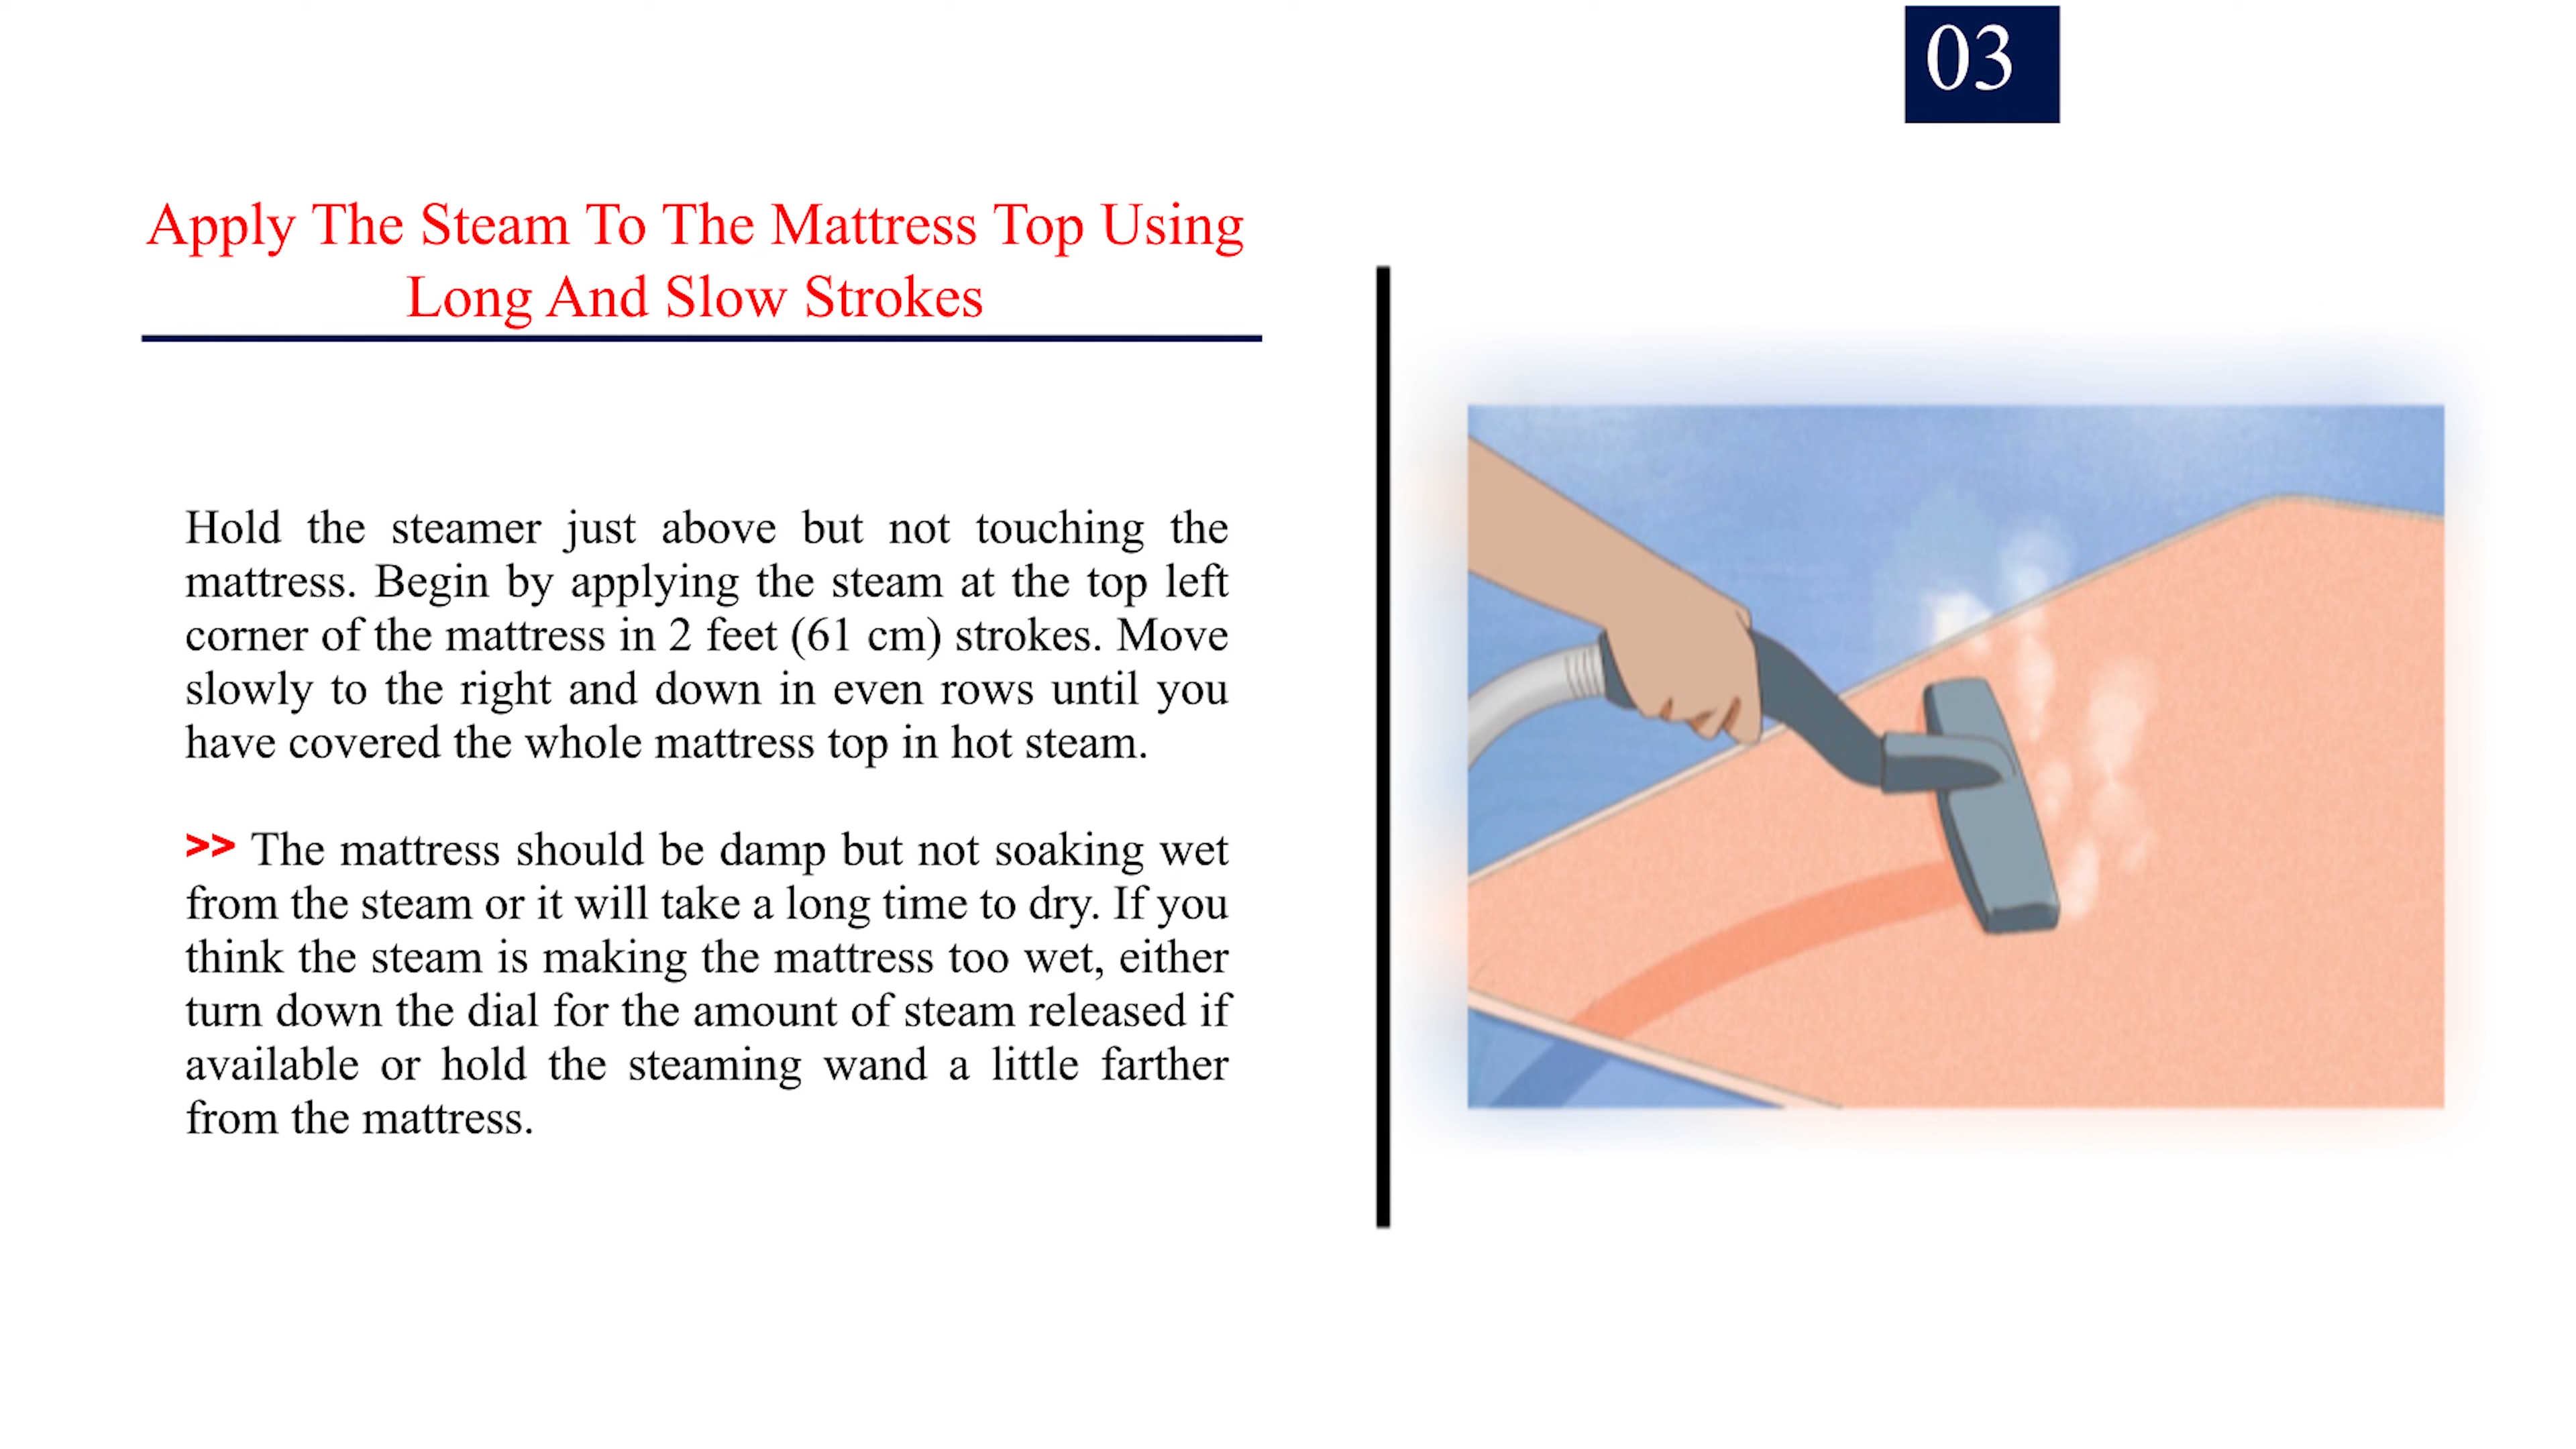 03
Apply The Steam To The Mattress Top Using
Long And Slow Strokes
Hold the steamer just above but not touching the
mattress. Begin by applying the steam at the top left
corner of the mattress in 2 feet (61 cm) strokes. Move
slowly to the right and down in even rows until you
have covered the whole mattress top in hot steam.
>> The mattress should be damp but not soaking wet
from the steam or it will take a long time to dry. If you
think the steam is making the mattress too wet, either
turn down the dial for the amount of steam released if
available or hold the steaming wand a little farther
from the mattress.